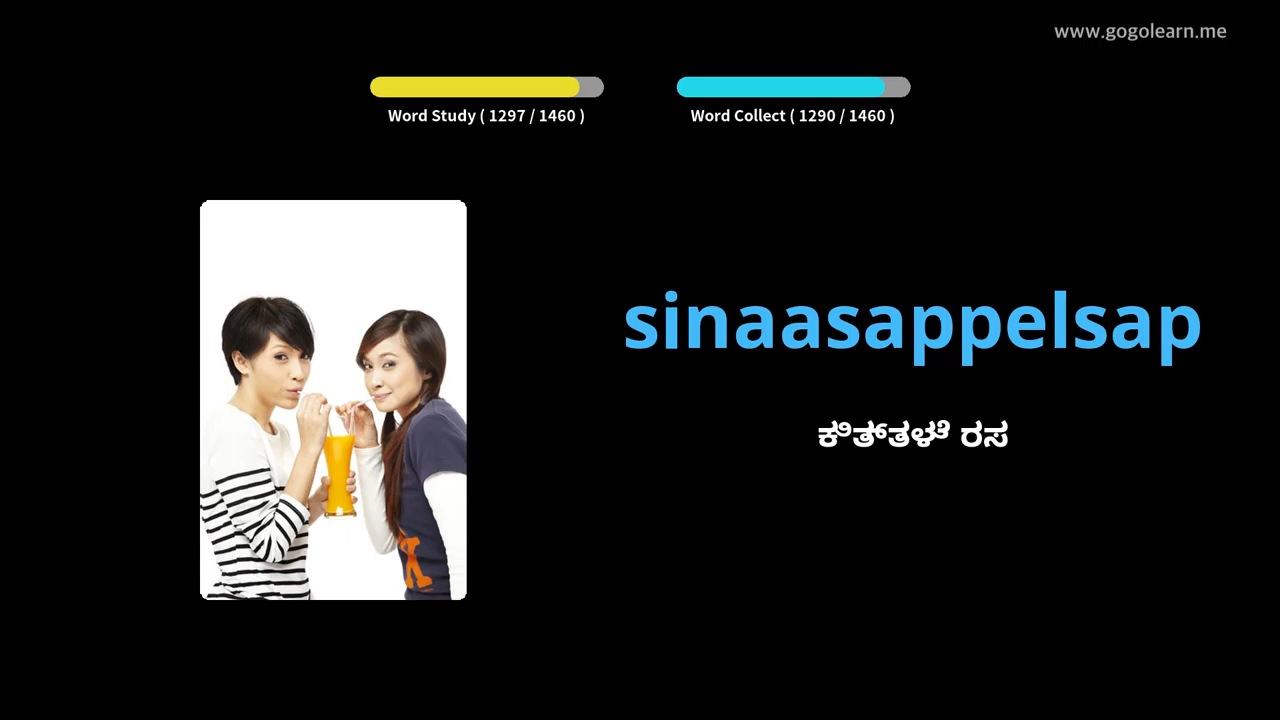 www.gogolearn.me
Word Study ( 1297 / 1460 )
Word Collect ( 1290 / 1460 )
sinaasappelsap
ಕಿತ್ತಳೆ ರಸ